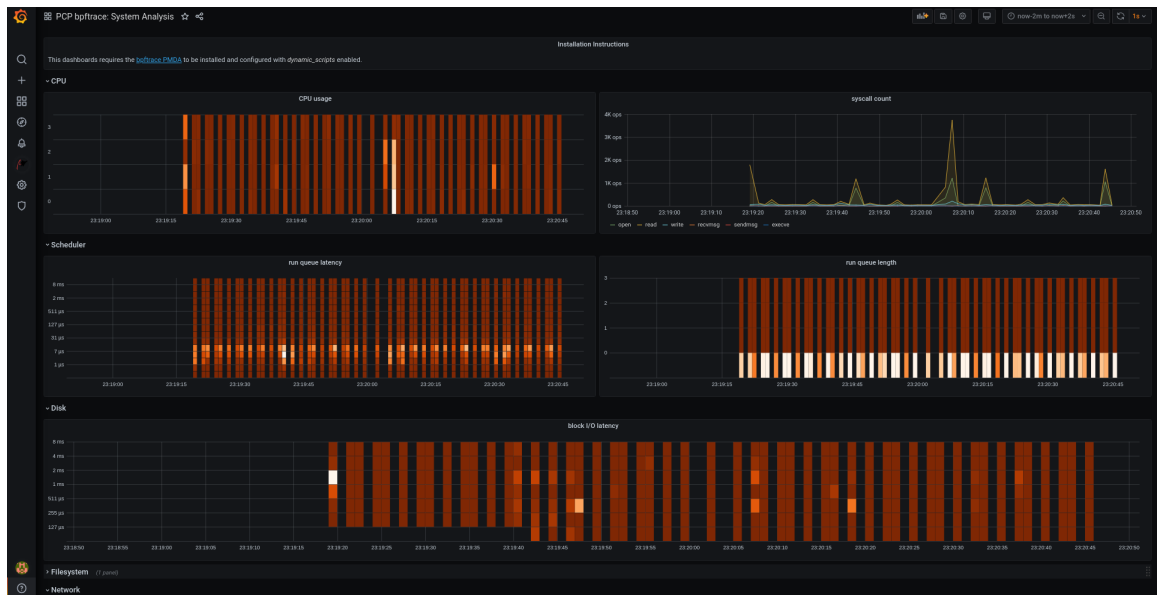 PCP bpftrace: System Analysis
now-2m to now+2s
1s
Installation Instructions
This dashboards requires the bpftrace PMDA to be installed and configured with dynamic_scripts enabled.
CPU
CPU usage
3
2
1
0
23:19:00 23:19:15 23:19:30 23:19:45 23:20:00 23:20:15 23:20:30 23:20:45
syscall count
4K ops
3K ops
2K ops
1K ops
0 ops
23:18:50 23:19:00 23:19:10 23:19:20 23:19:30 23:19:40 23:19:50 23:20:00 23:20:10 23:20:20 23:20:30 23:20:40 23:20:50
open read write recvmsg sendmsg execve
Scheduler
run queue latency
8 ms
2 ms
511 µs
127 µs
31 µs
7 µs
1 µs
23:19:00 23:19:15 23:19:30 23:19:45 23:20:00 23:20:15 23:20:30 23:20:45
run queue length
3
2
1
0
23:19:00 23:19:15 23:19:30 23:19:45 23:20:00 23:20:15 23:20:30 23:20:45
Disk
block I/O latency
8 ms
4 ms
2 ms
1 ms
511 µs
255 µs
127 µs
23:18:50 23:18:55 23:19:00 23:19:05 23:19:10 23:19:15 23:19:20 23:19:25 23:19:30 23:19:35 23:19:40 23:19:45 23:19:50 23:19:55 23:20:00 23:20:05 23:20:10 23:20:15 23:20:20 23:20:25 23:20:30 23:20:35 23:20:40 23:20:45 23:20:50
Filesystem (1 panel)
Network